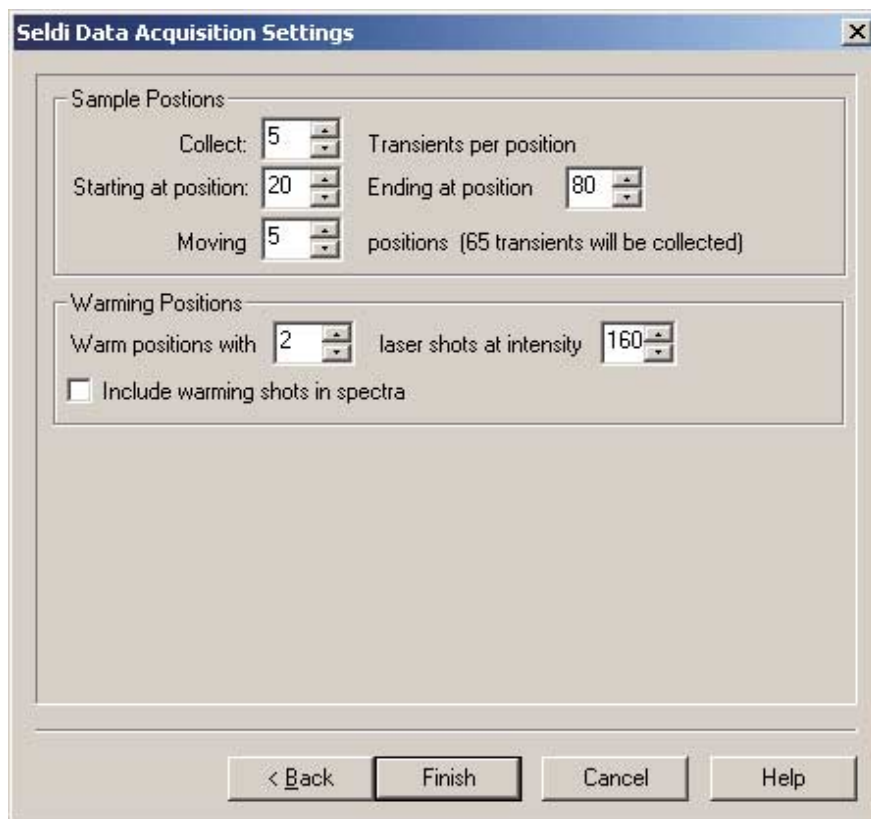 Seldi Data Acquisition Settings
Sample Postions
Collect: 5 Transients per position
Starting at position: 20 Ending at position 80
Moving 5 positions (65 transients will be collected)
Warming Positions
Warm positions with 2 laser shots at intensity 160
Include warming shots in spectra
< Back Finish Cancel Help